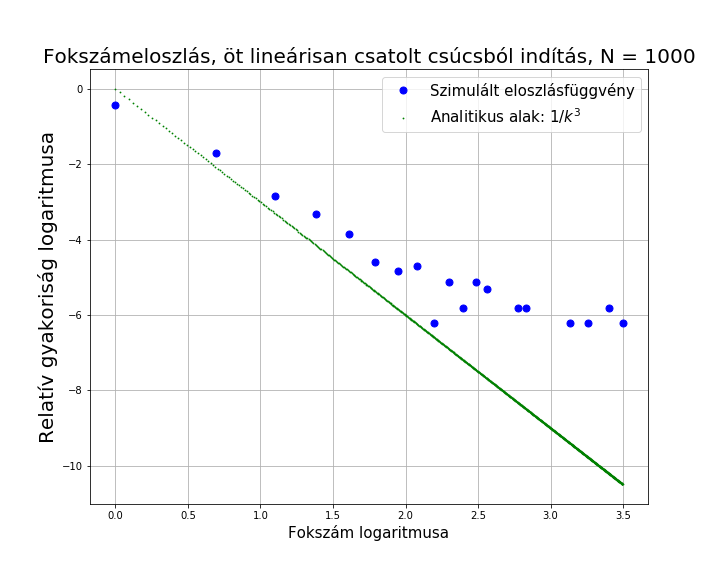 Fokszámeloszlás, öt lineárisan csatolt csúcsból indítás, N = 1000
Szimulált eloszlásfüggvény
Analitikus alak: 1/k³
Relatív gyakoriság logaritmusa
0
−2
−4
−6
−8
−10
0.0 0.5 1.0 1.5 2.0 2.5 3.0 3.5
Fokszám logaritmusa